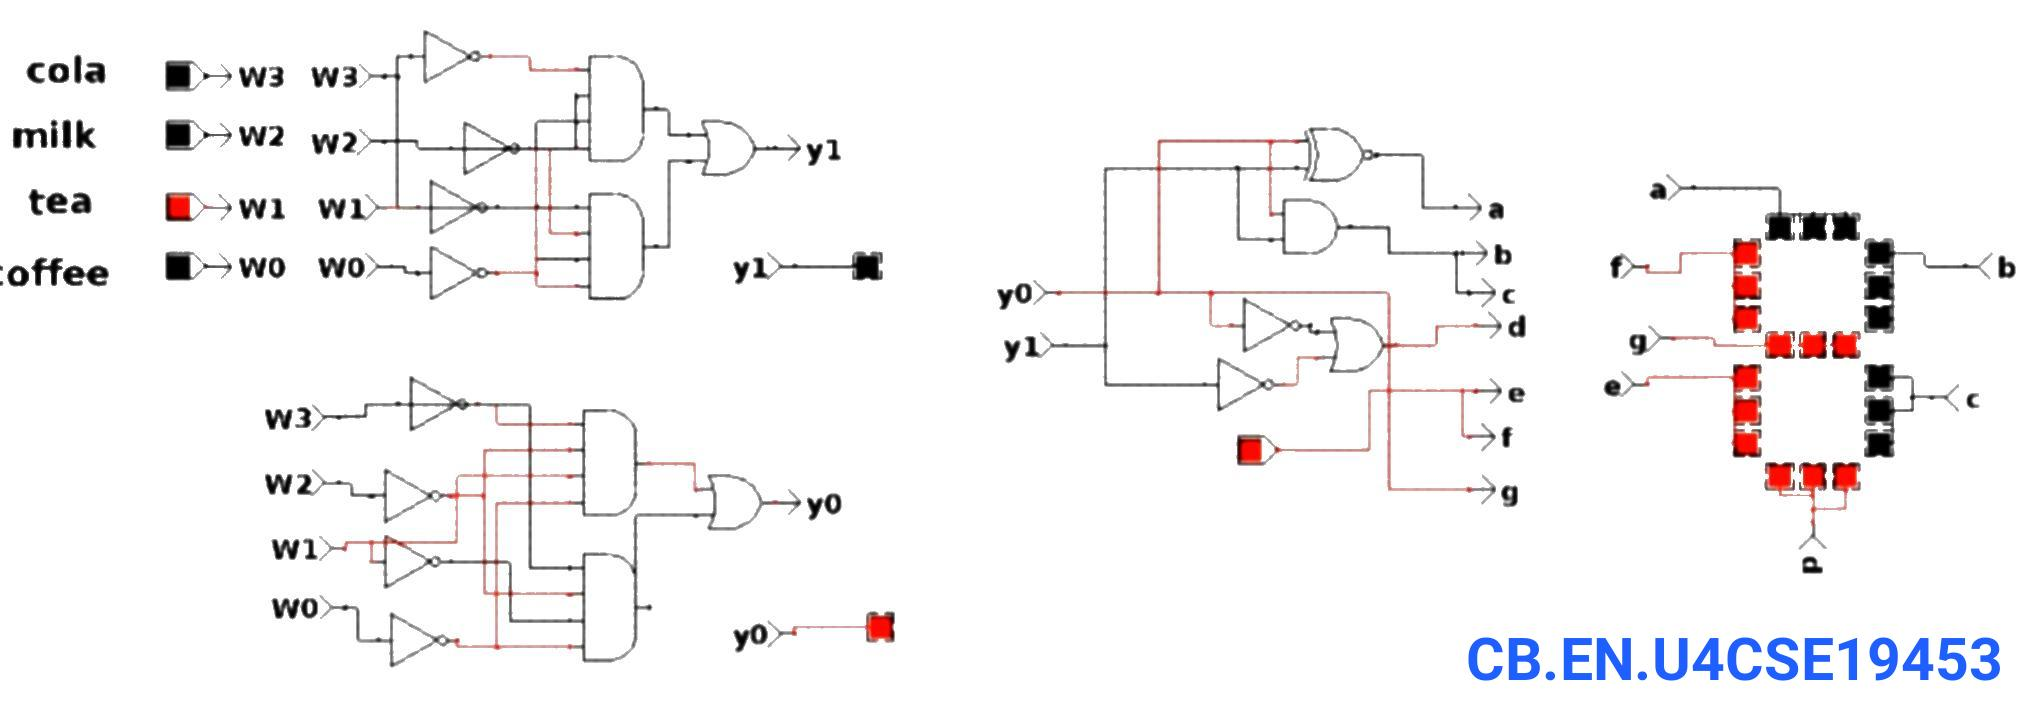 cola W3 W3
milk W2 W2
tea W1 W1
coffee W0 W0
y1
y1
W3
W2
W1
W0
y0
y0
y0
y1
a
b
c
d
e
f
g
a
f
g
e
b
c
CB.EN.U4CSE19453